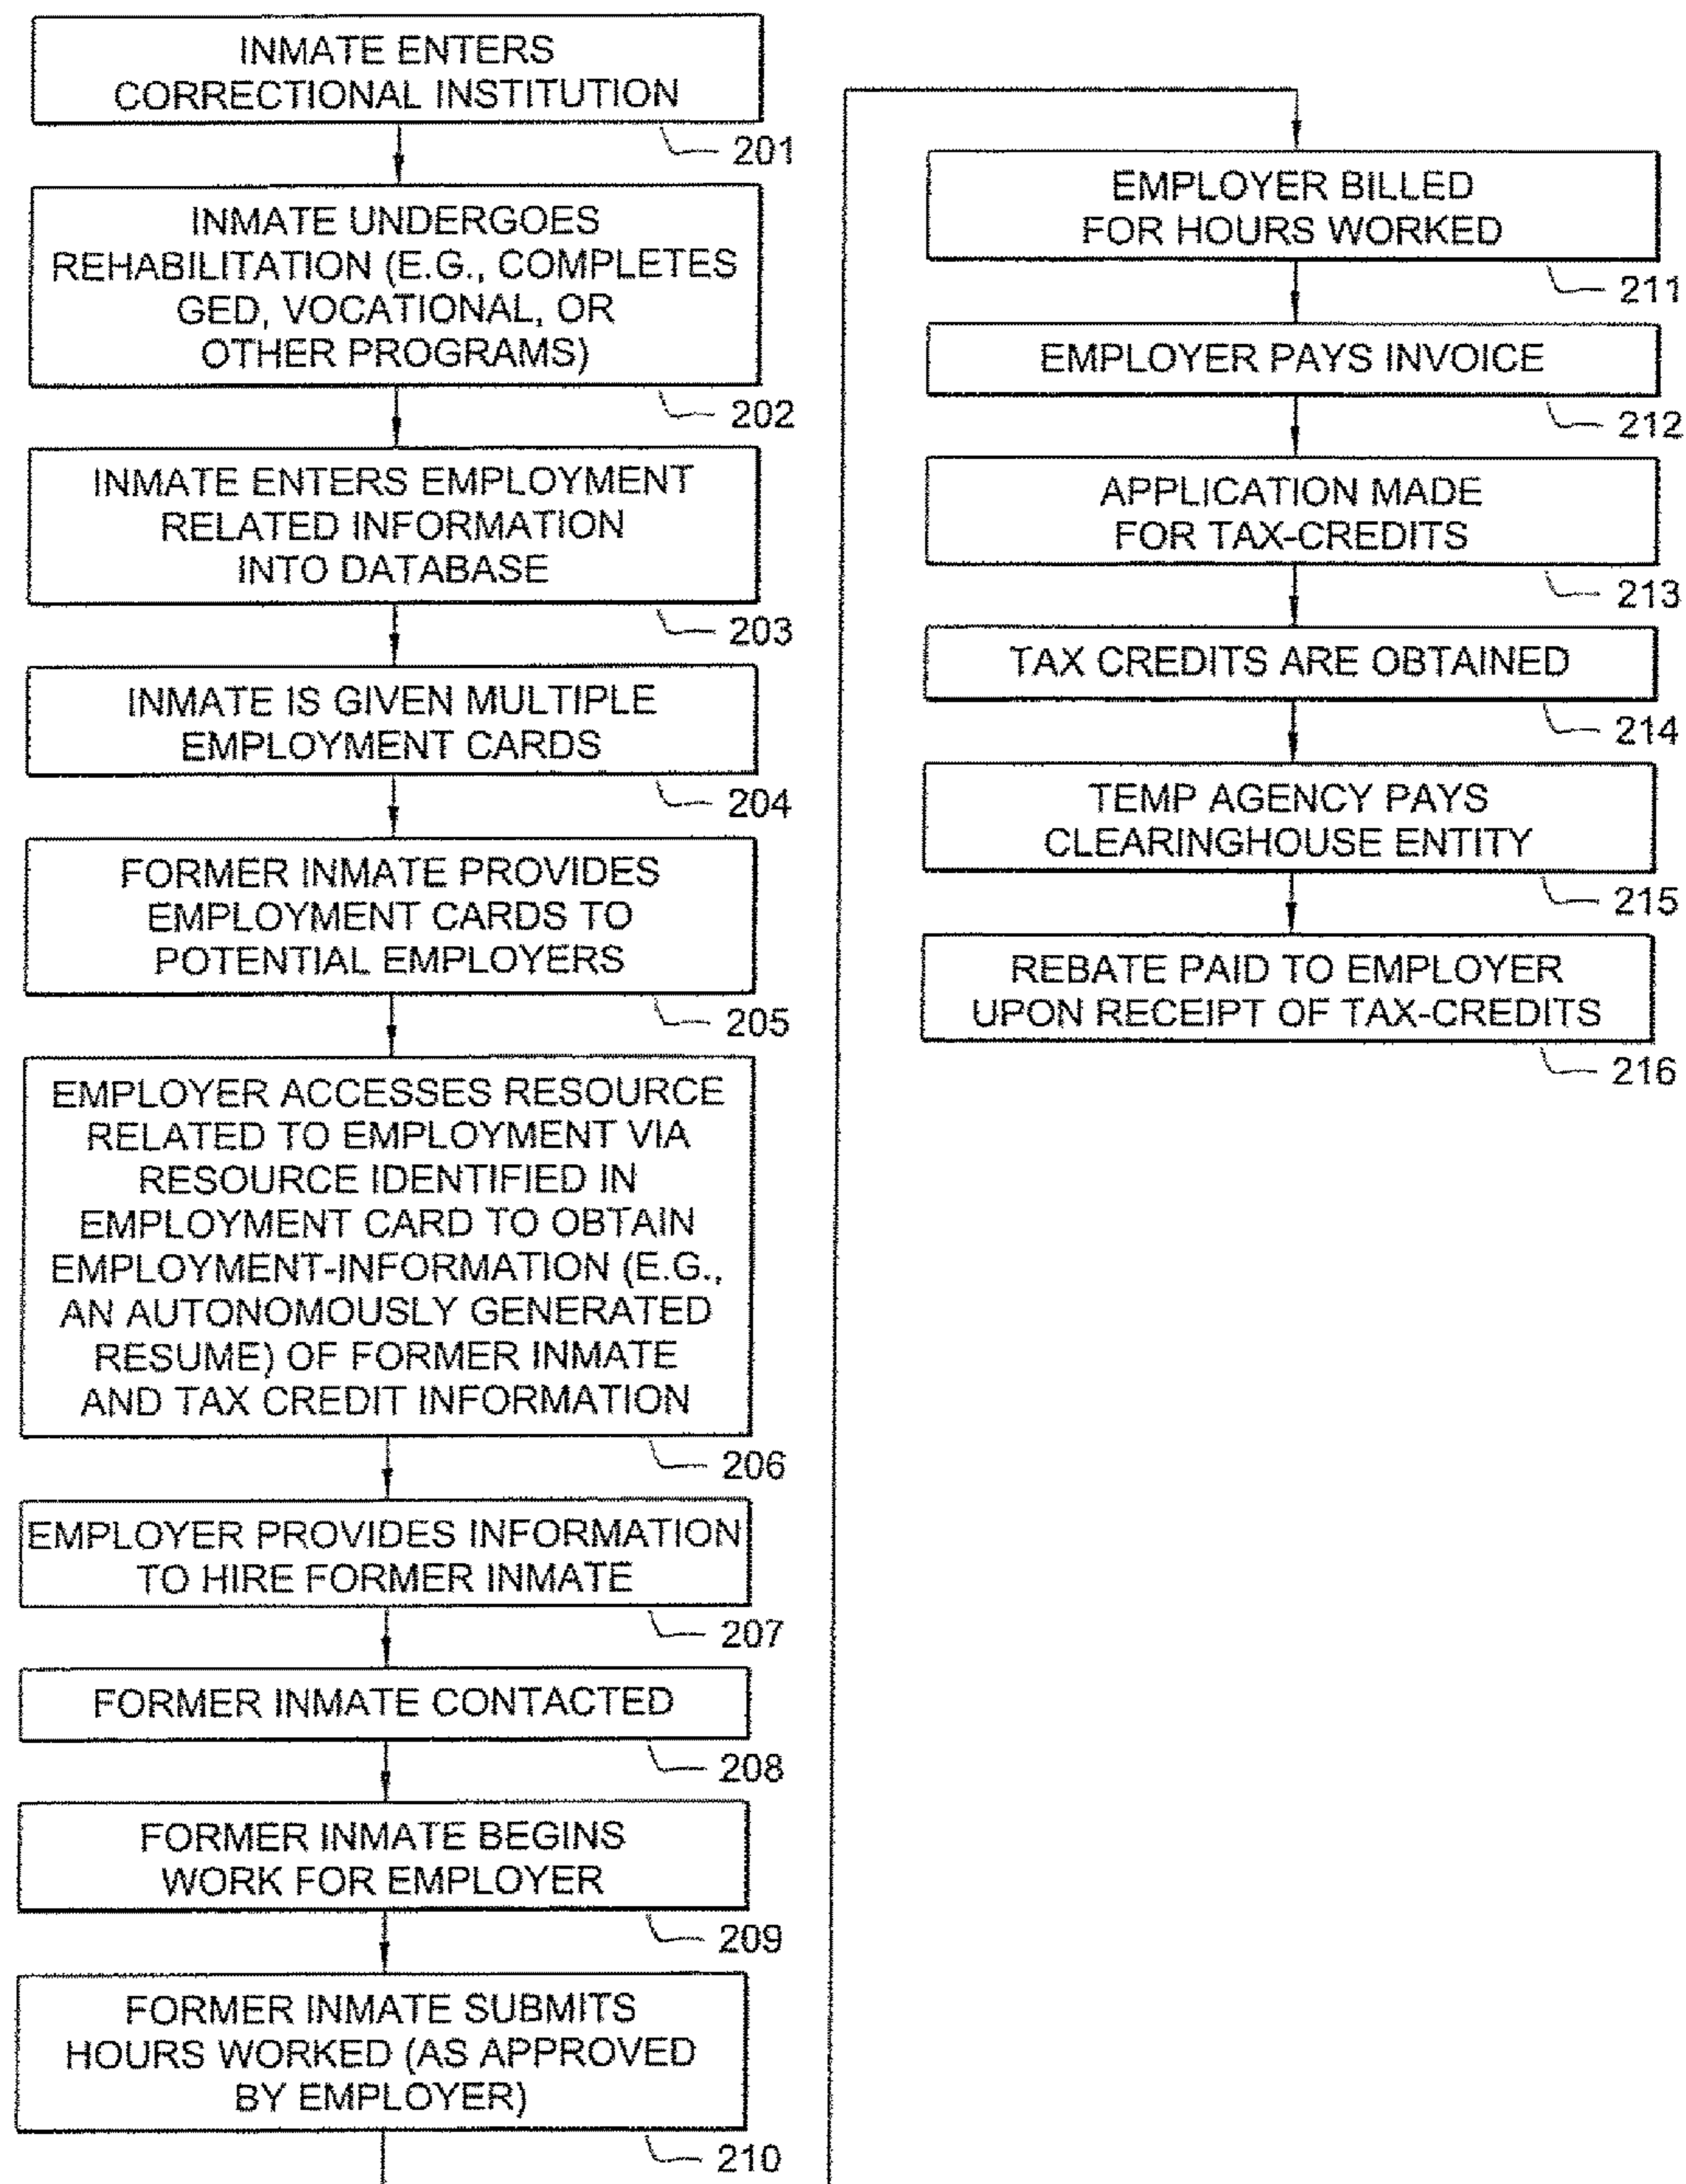 INMATE ENTERS
CORRECTIONAL INSTITUTION
201
INMATE UNDERGOES
REHABILITATION (E.G., COMPLETES
GED, VOCATIONAL, OR
OTHER PROGRAMS)
202
INMATE ENTERS EMPLOYMENT
RELATED INFORMATION
INTO DATABASE
203
INMATE IS GIVEN MULTIPLE
EMPLOYMENT CARDS
204
FORMER INMATE PROVIDES
EMPLOYMENT CARDS TO
POTENTIAL EMPLOYERS
205
EMPLOYER ACCESSES RESOURCE
RELATED TO EMPLOYMENT VIA
RESOURCE IDENTIFIED IN
EMPLOYMENT CARD TO OBTAIN
EMPLOYMENT-INFORMATION (E.G.,
AN AUTONOMOUSLY GENERATED
RESUME) OF FORMER INMATE
AND TAX CREDIT INFORMATION
206
EMPLOYER PROVIDES INFORMATION
TO HIRE FORMER INMATE
207
FORMER INMATE CONTACTED
208
FORMER INMATE BEGINS
WORK FOR EMPLOYER
209
FORMER INMATE SUBMITS
HOURS WORKED (AS APPROVED
BY EMPLOYER)
210
EMPLOYER BILLED
FOR HOURS WORKED
211
EMPLOYER PAYS INVOICE
212
APPLICATION MADE
FOR TAX-CREDITS
213
TAX CREDITS ARE OBTAINED
214
TEMP AGENCY PAYS
CLEARINGHOUSE ENTITY
215
REBATE PAID TO EMPLOYER
UPON RECEIPT OF TAX-CREDITS
216